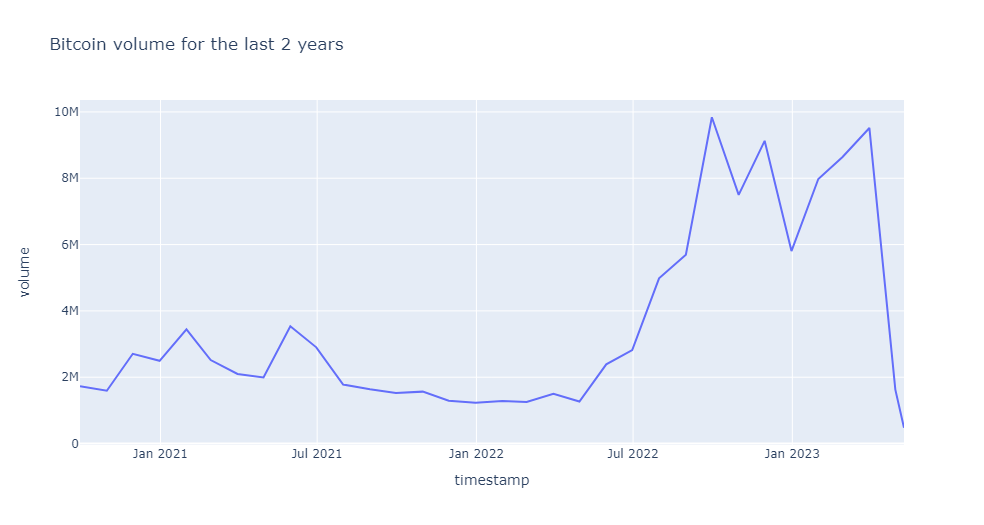 Bitcoin volume for the last 2 years
10M
8M
6M
4M
2M
0
volume
Jan 2021 Jul 2021 Jan 2022 Jul 2022 Jan 2023
timestamp